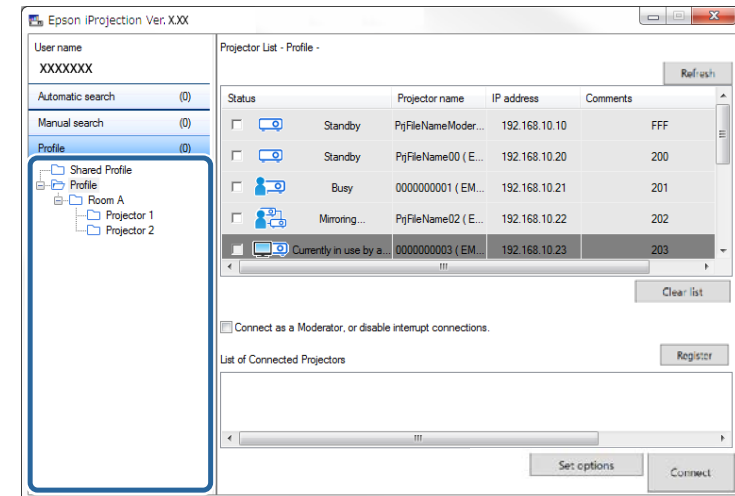 Epson iProjection Ver. X.XX
User name
XXXXXXX
Automatic search (0)
Manual search (0)
Profile (0)
Shared Profile
Profile
Room A
Projector 1
Projector 2
Projector List - Profile -
Refresh
Status Projector name IP address Comments
Standby PrjFileNameModer... 192.168.10.10 FFF
Standby PrjFileName00 ( E... 192.168.10.20 200
Busy 0000000001 ( EM... 192.168.10.21 201
Mirroring... PrjFileName02 ( E... 192.168.10.22 202
Currently in use by a... 0000000003 ( EM... 192.168.10.23 203
Clear list
Connect as a Moderator, or disable interrupt connections.
List of Connected Projectors
Register
Set options
Connect